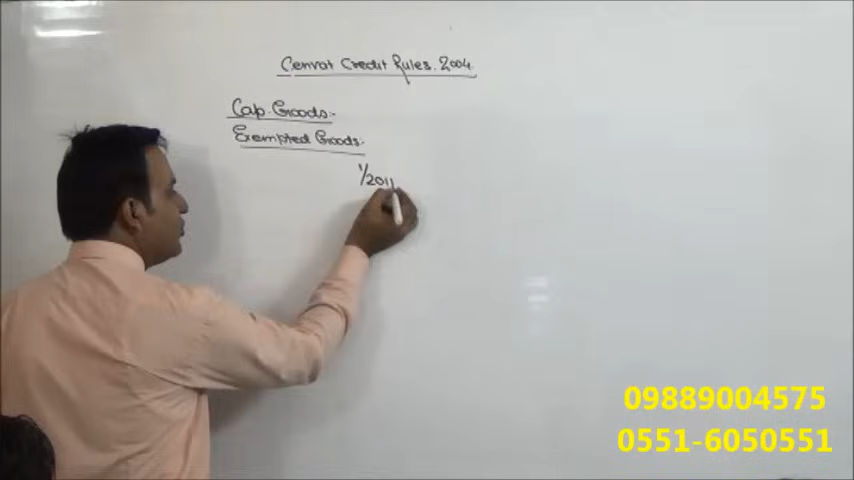 Cenvat Credit Rules. 2004
Cap. Goods:-
Exempted Goods:-
1/2011
09889004575
0551-6050551